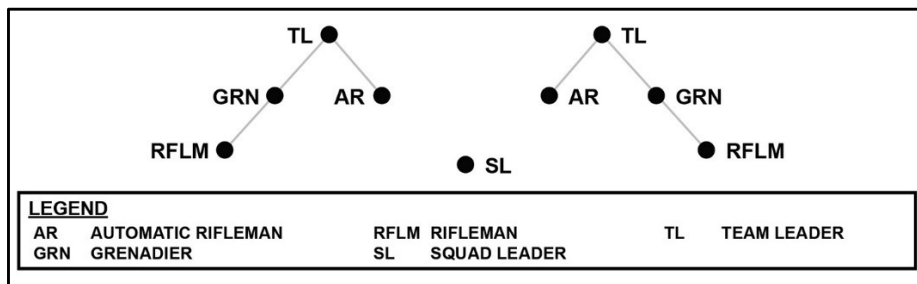 TL TL
GRN AR AR GRN
RFLM RFLM
SL
LEGEND
AR AUTOMATIC RIFLEMAN RFLM RIFLEMAN TL TEAM LEADER
GRN GRENADIER SL SQUAD LEADER